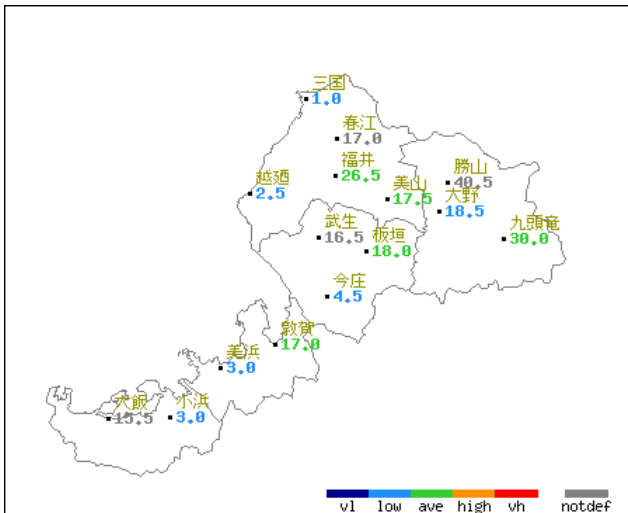 三国
1.0
春江
17.0
福井
26.5
越廼
2.5
美山
17.5
勝山
40.5
大野
18.5
九頭竜
30.0
武生
16.5
板垣
18.0
今庄
4.5
敦賀
17.0
美浜
3.0
大飯
15.5
小浜
3.0
vl low ave high vh notdef